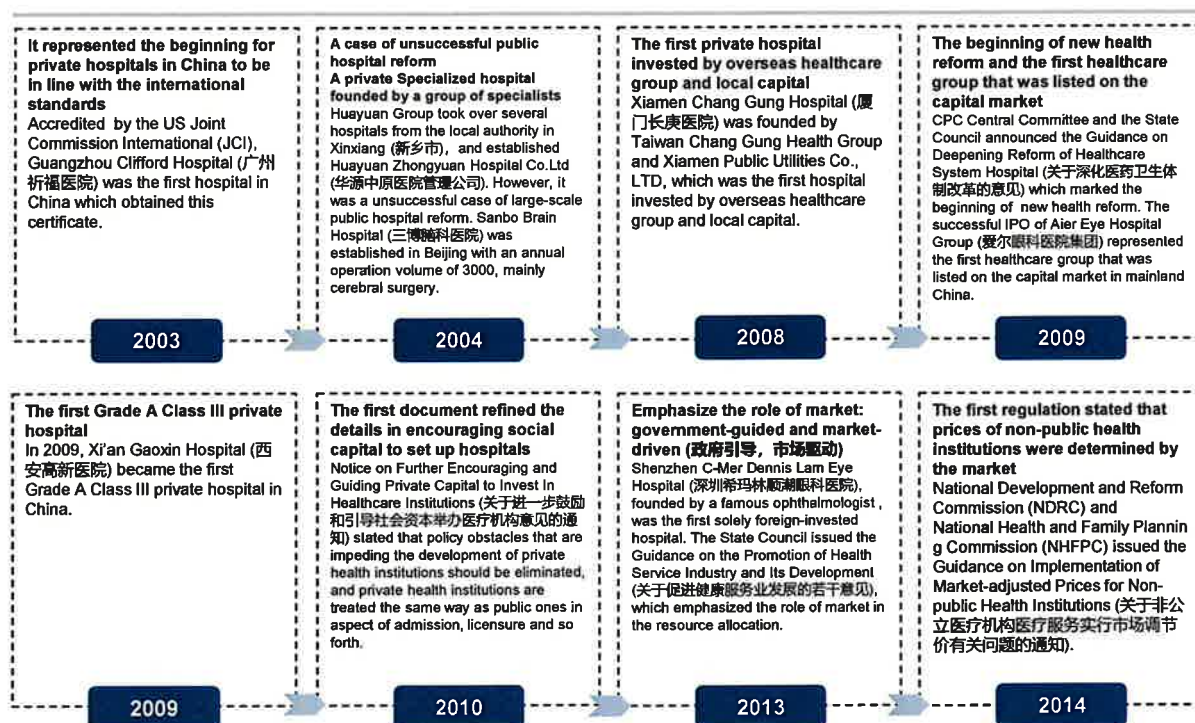 It represented the beginning for
private hospitals in China to be
in line with the international
standards
Accredited by the US Joint
Commission International (JCI),
Guangzhou Clifford Hospital (广州
祈福医院) was the first hospital in
China which obtained this
certificate.
2003
A case of unsuccessful public
hospital reform
A private Specialized hospital
founded by a group of specialists
Huayuan Group took over several
hospitals from the local authority in
Xinxiang (新乡市), and established
Huayuan Zhongyuan Hospital Co.Ltd
(华源中原医院管理公司). However, it
was a unsuccessful case of large-scale
public hospital reform. Sanbo Brain
Hospital (三博脑科医院) was
established in Beijing with an annual
operation volume of 3000, mainly
cerebral surgery.
2004
The first private hospital
invested by overseas healthcare
group and local capital
Xiamen Chang Gung Hospital (厦
门长庚医院) was founded by
Taiwan Chang Gung Health Group
and Xiamen Public Utilities Co.,
LTD, which was the first hospital
invested by overseas healthcare
group and local capital.
2008
The beginning of new health
reform and the first healthcare
group that was listed on the
capital market
CPC Central Committee and the State
Council announced the Guidance on
Deepening Reform of Healthcare
System Hospital (关于深化医药卫生体
制改革的意见) which marked the
beginning of new health reform. The
successful IPO of Aier Eye Hospital
Group (爱尔眼科医院集团) represented
the first healthcare group that was
listed on the capital market in mainland
China.
2009
The first Grade A Class III private
hospital
In 2009, Xi'an Gaoxin Hospital (西
安高新医院) became the first
Grade A Class III private hospital in
China.
2009
The first document refined the
details in encouraging social
capital to set up hospitals
Notice on Further Encouraging and
Guiding Private Capital to Invest In
Healthcare Institutions (关于进一步鼓励
和引导社会资本举办医疗机构意见的通
知) stated that policy obstacles that are
impeding the development of private
health institutions should be eliminated,
and private health institutions are
treated the same way as public ones in
aspect of admission, licensure and so
forth.
2010
Emphasize the role of market:
government-guided and market-
driven (政府引导，市场驱动)
Shenzhen C-Mer Dennis Lam Eye
Hospital (深圳希玛林顺潮眼科医院),
founded by a famous ophthalmologist ,
was the first solely foreign-invested
hospital. The State Council issued the
Guidance on the Promotion of Health
Service Industry and Its Development
(关于促进健康服务业发展的若干意见),
which emphasized the role of market in
the resource allocation.
2013
The first regulation stated that
prices of non-public health
institutions were determined by
the market
National Development and Reform
Commission (NDRC) and
National Health and Family Plannin
g Commission (NHFPC) issued the
Guidance on Implementation of
Market-adjusted Prices for Non-
public Health Institutions (关于非公
立医疗机构医疗服务实行市场调节
价有关问题的通知).
2014